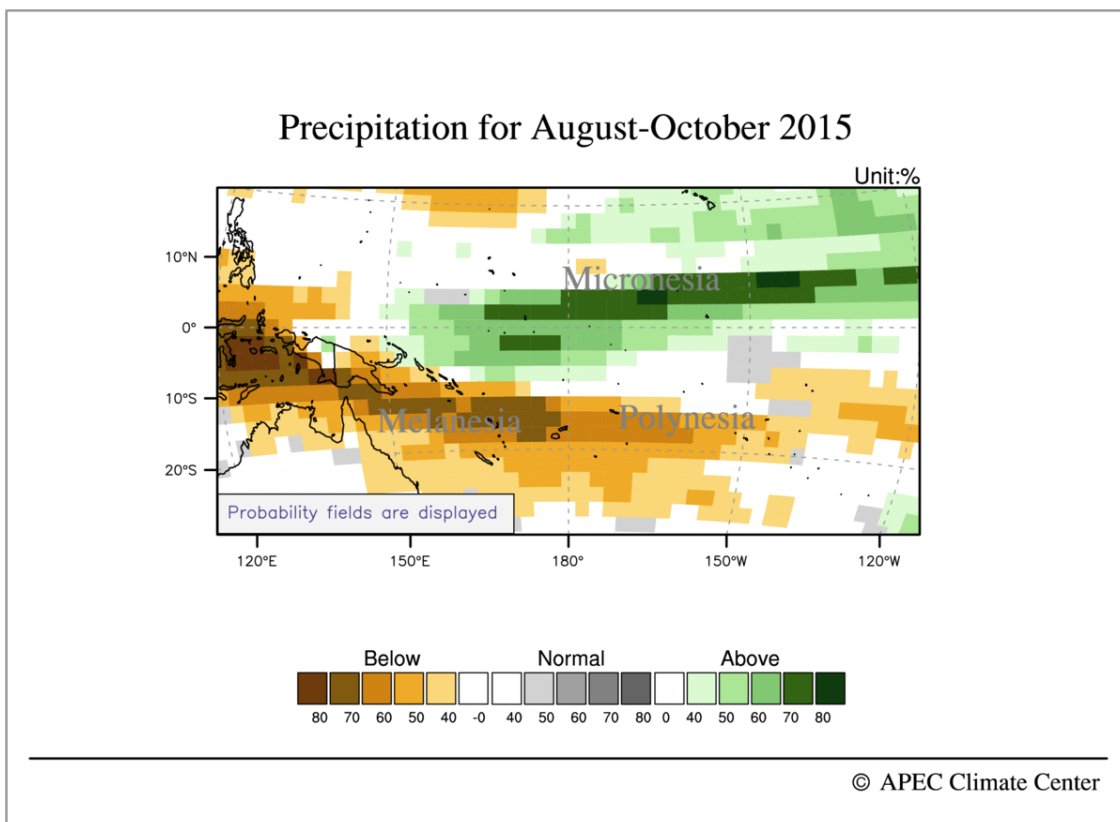 Precipitation for August-October 2015
Unit:%
10°N
Micronesia
0°
10°S
Melanesia
Polynesia
20°S
Probability fields are displayed
120°E 150°E 180° 150°W 120°W
Below Normal Above
80 70 60 50 40 -0 40 50 60 70 80 0 40 50 60 70 80
© APEC Climate Center